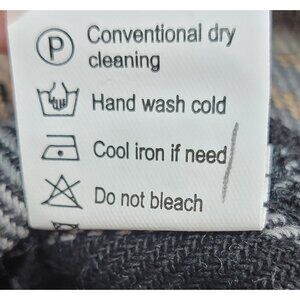 P Conventional dry
cleaning
Hand wash cold
Cool iron if need
Do not bleach